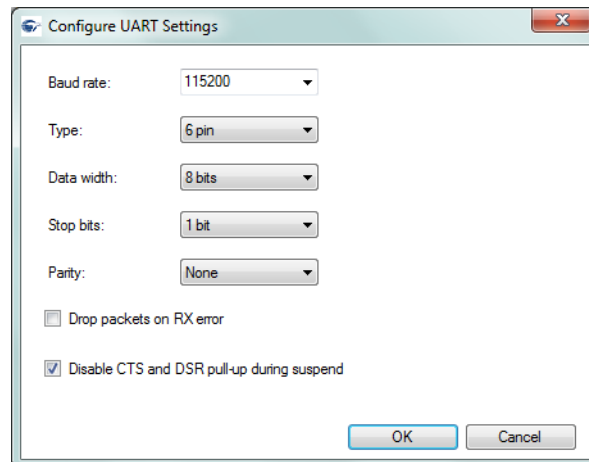 Configure UART Settings
Baud rate: 115200
Type: 6 pin
Data width: 8 bits
Stop bits: 1 bit
Parity: None
Drop packets on RX error
Disable CTS and DSR pull-up during suspend
OK Cancel